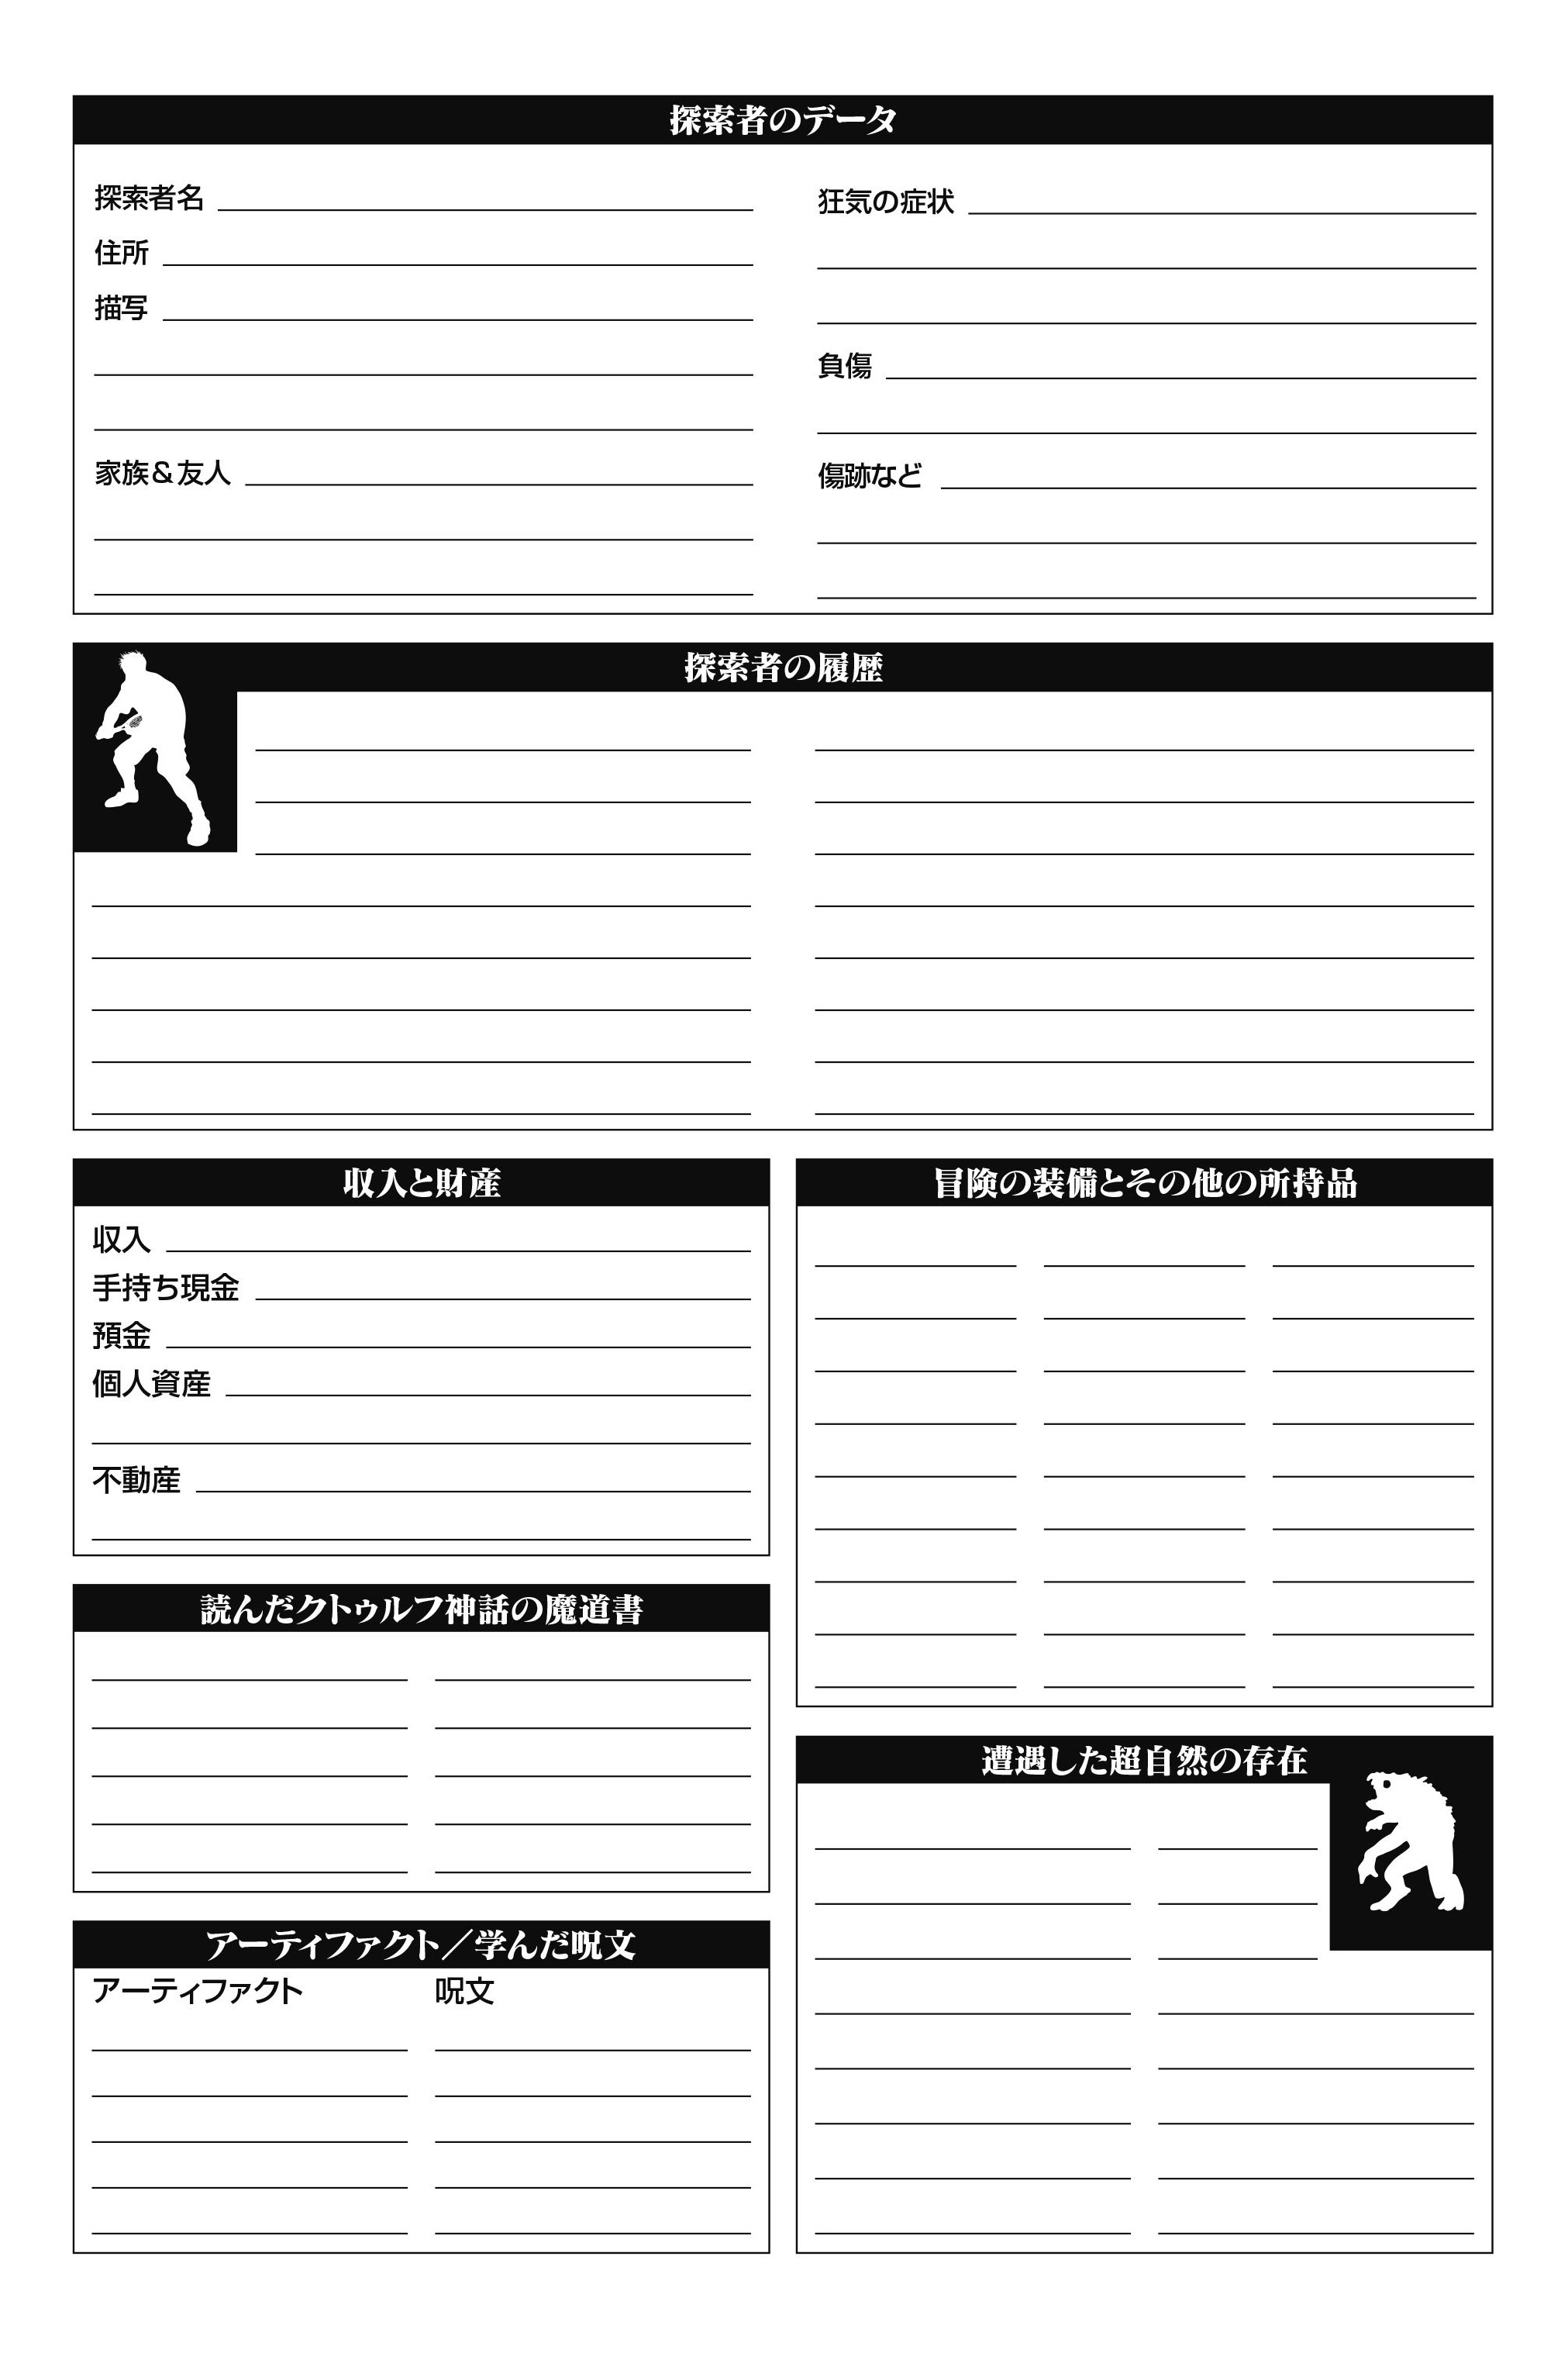 探索者のデータ
探索者名
住所
描写
家族&友人
狂気の症状
負傷
傷跡など
探索者の履歴
収入と財産
収入
手持ち現金
預金
個人資産
不動産
読んだクトゥルフ神話の魔道書
アーティファクト／学んだ呪文
アーティファクト 呪文
冒険の装備とその他の所持品
遭遇した超自然の存在